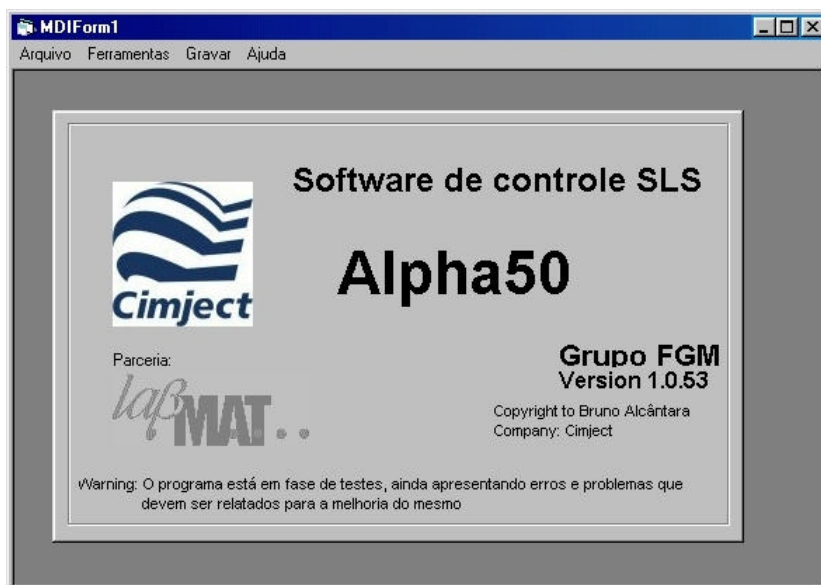 MDIForm1
Arquivo Ferramentas Gravar Ajuda
Software de controle SLS
Alpha50
Cimject
Grupo FGM
Version 1.0.53
Parceria:
laβMAT..
Copyright to Bruno Alcântara
Company: Cimject
Warning: O programa está em fase de testes, ainda apresentando erros e problemas que
devem ser relatados para a melhoria do mesmo